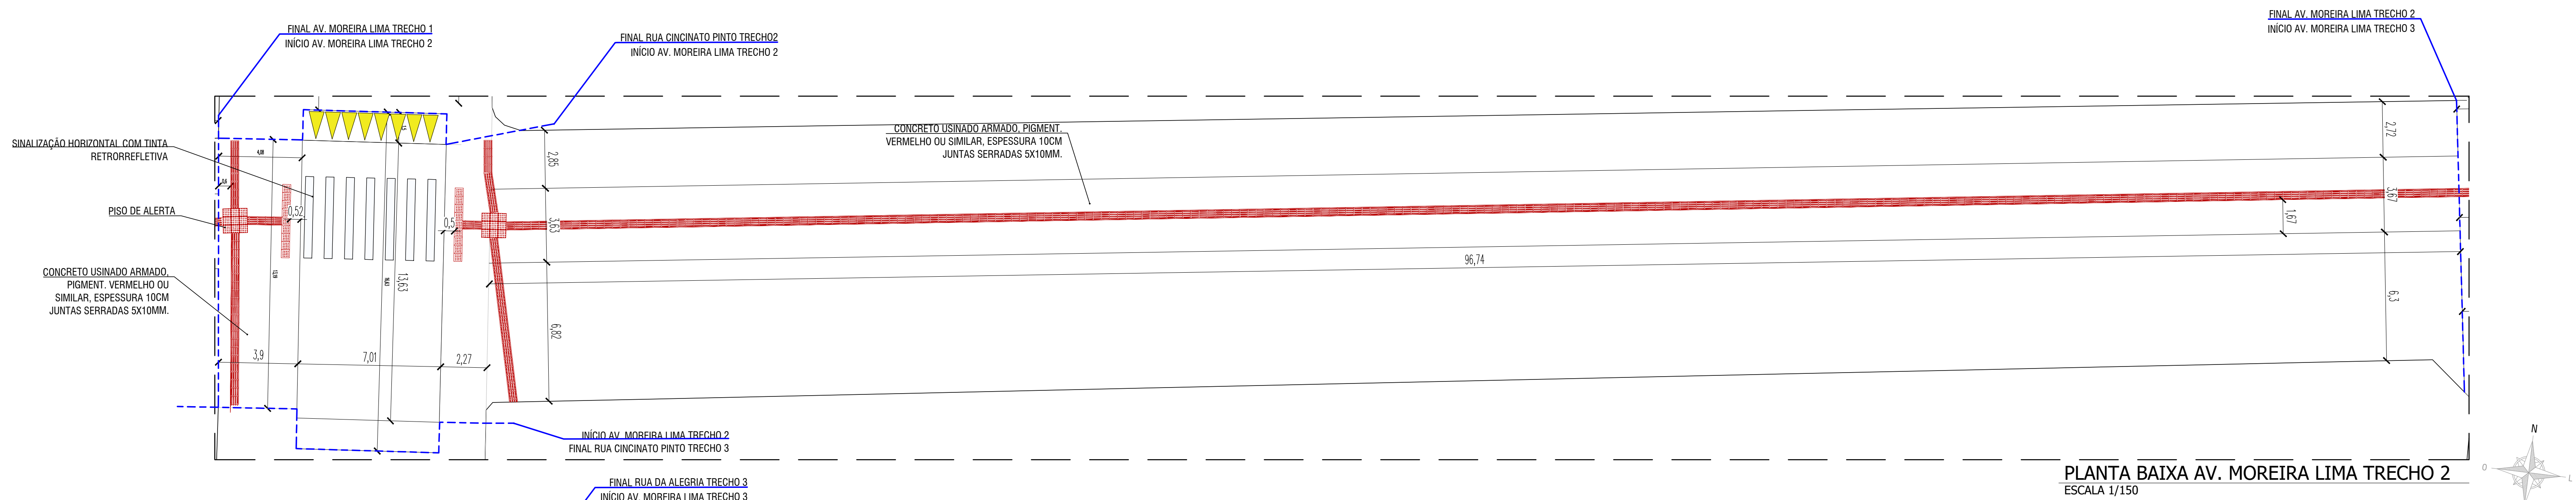 FINAL AV. MOREIRA LIMA TRECHO 1
INÍCIO AV. MOREIRA LIMA TRECHO 2
FINAL RUA CINCINATO PINTO TRECHO2
INÍCIO AV. MOREIRA LIMA TRECHO 2
FINAL AV. MOREIRA LIMA TRECHO 2
INÍCIO AV. MOREIRA LIMA TRECHO 3
SINALIZAÇÃO HORIZONTAL COM TINTA
RETRORREFLETIVA
PISO DE ALERTA
CONCRETO USINADO ARMADO,
PIGMENT. VERMELHO OU
SIMILAR, ESPESSURA 10CM
JUNTAS SERRADAS 5X10MM.
CONCRETO USINADO ARMADO, PIGMENT.
VERMELHO OU SIMILAR, ESPESSURA 10CM
JUNTAS SERRADAS 5X10MM.
0,52
0,5
13,63
3,9
7,01
2,27
2,85
3,63
6,82
96,74
2,72
3,67
1,67
6,3
INÍCIO AV. MOREIRA LIMA TRECHO 2
FINAL RUA CINCINATO PINTO TRECHO 3
FINAL RUA DA ALEGRIA TRECHO 3
INÍCIO AV. MOREIRA LIMA TRECHO 3
PLANTA BAIXA AV. MOREIRA LIMA TRECHO 2
ESCALA 1/150
N
O
L